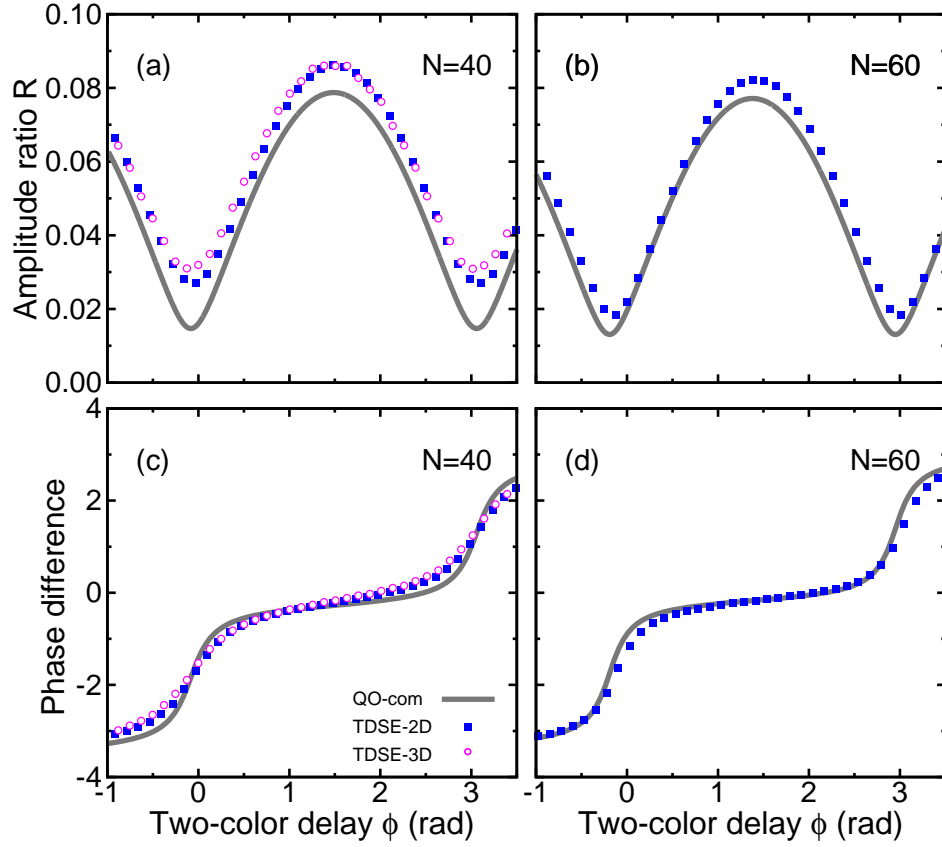 (a) N=40
(b) N=60
0.10
0.08
0.06
0.04
0.02
0.00
Amplitude ratio R
(c) N=40
(d) N=60
4
2
0
-2
-4
Phase difference
QO-com
TDSE-2D
TDSE-3D
-1 0 1 2 3 -1 0 1 2 3
Two-color delay ϕ (rad) Two-color delay ϕ (rad)